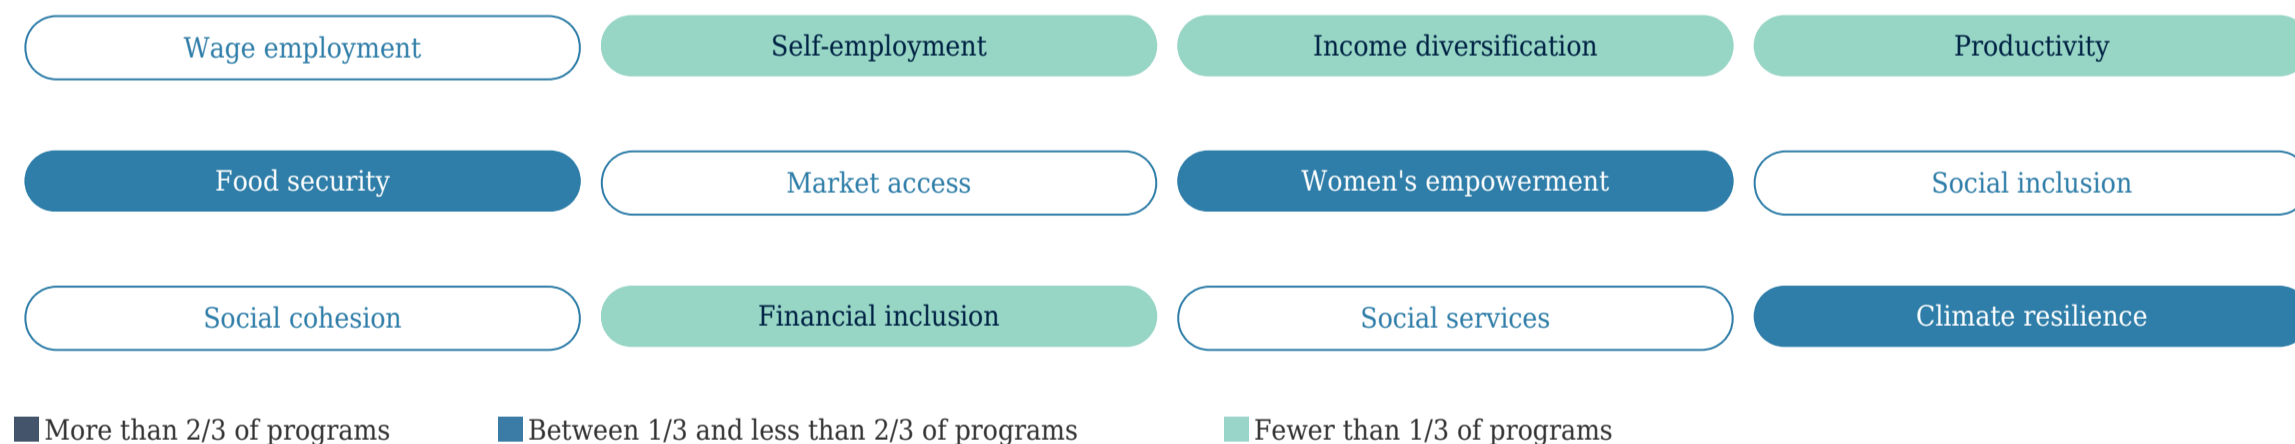 Wage employment Self-employment Income diversification Productivity
Food security Market access Women's empowerment Social inclusion
Social cohesion Financial inclusion Social services Climate resilience
More than 2/3 of programs Between 1/3 and less than 2/3 of programs Fewer than 1/3 of programs